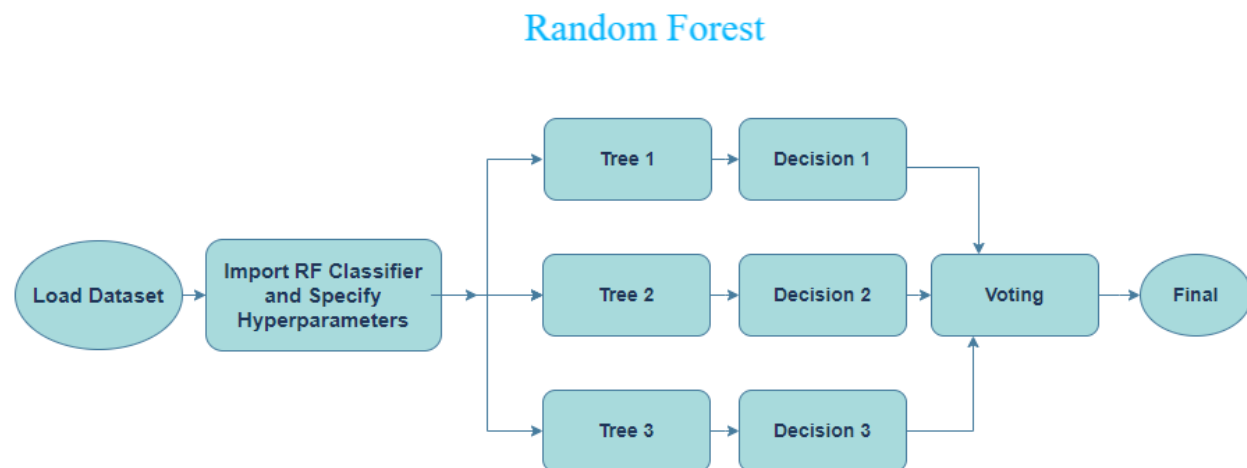 Random Forest
Tree 1
Decision 1
Load Dataset
Import RF Classifier
and Specify
Hyperparameters
Tree 2
Decision 2
Voting
Final
Tree 3
Decision 3